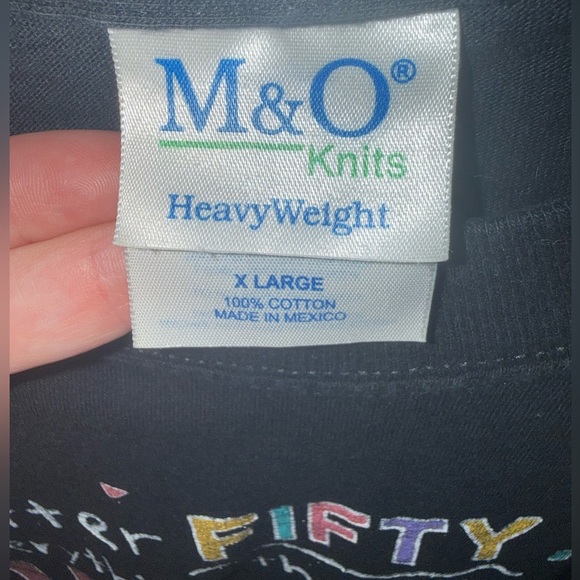 M&O®
Knits
HeavyWeight
X LARGE
100% COTTON
MADE IN MEXICO
FIFTY